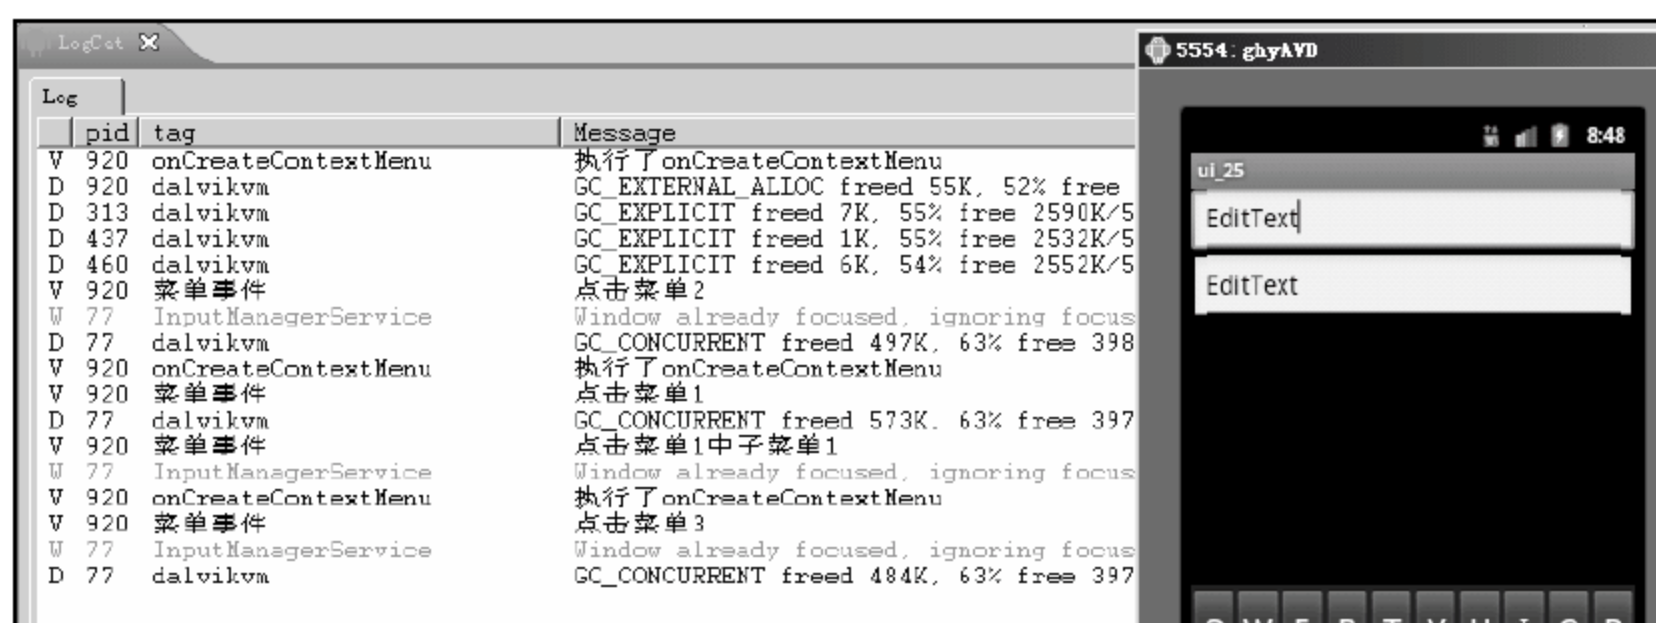 LogCat
Log
pid tag Message
V 920 onCreateContextMenu 执行了onCreateContextMenu
D 920 dalvikvm GC_EXTERNAL_ALLOC freed 55K, 52% free
D 313 dalvikvm GC_EXPLICIT freed 7K, 55% free 2590K/5
D 437 dalvikvm GC_EXPLICIT freed 1K, 55% free 2532K/5
D 460 dalvikvm GC_EXPLICIT freed 6K, 54% free 2552K/5
V 920 菜单事件 点击菜单2
W 77 InputManagerService Window already focused, ignoring focus
D 77 dalvikvm GC_CONCURRENT freed 497K, 63% free 398
V 920 onCreateContextMenu 执行了onCreateContextMenu
V 920 菜单事件 点击菜单1
D 77 dalvikvm GC_CONCURRENT freed 573K, 63% free 397
V 920 菜单事件 点击菜单1中子菜单1
W 77 InputManagerService Window already focused, ignoring focus
V 920 onCreateContextMenu 执行了onCreateContextMenu
V 920 菜单事件 点击菜单3
W 77 InputManagerService Window already focused, ignoring focus
D 77 dalvikvm GC_CONCURRENT freed 484K, 63% free 397
5554:ghyAVD
8:48
ui_25
EditText
EditText